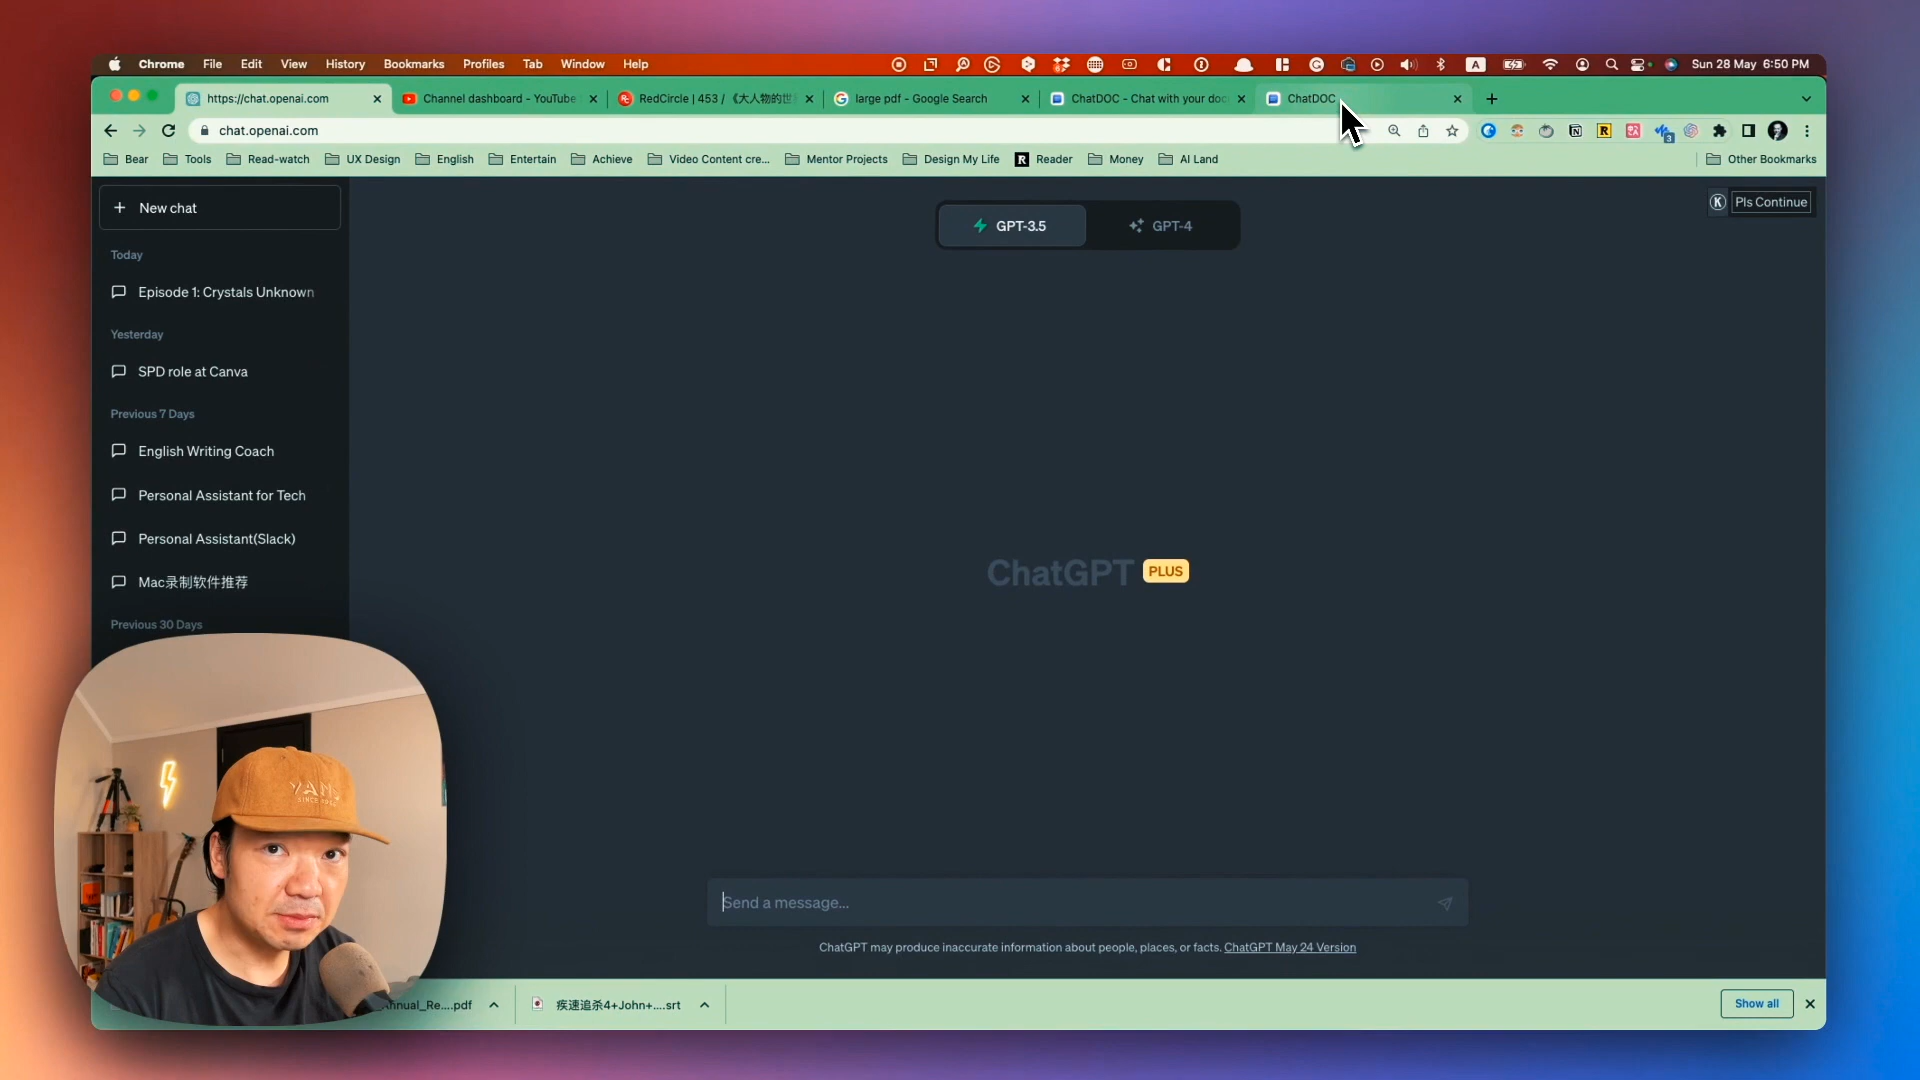 Chrome File Edit View History Bookmarks Profiles Tab Window Help
A
Sun 28 May 6:50 PM
https://chat.openai.com
Channel dashboard - YouTube
RedCircle | 453 / 《大人物的世
large pdf - Google Search
ChatDOC - Chat with your doc
ChatDOC
chat.openai.com
Bear Tools Read-watch UX Design English Entertain Achieve Video Content cre... Mentor Projects Design My Life R Reader Money AI Land Other Bookmarks
New chat
GPT-3.5
GPT-4
K Pls Continue
Today
Episode 1: Crystals Unknown
Yesterday
SPD role at Canva
Previous 7 Days
English Writing Coach
Personal Assistant for Tech
Personal Assistant(Slack)
Mac录制软件推荐
Previous 30 Days
ChatGPT PLUS
Send a message...
ChatGPT may produce inaccurate information about people, places, or facts. ChatGPT May 24 Version
nnual_Re....pdf
疾速追杀4+John+....srt
Show all